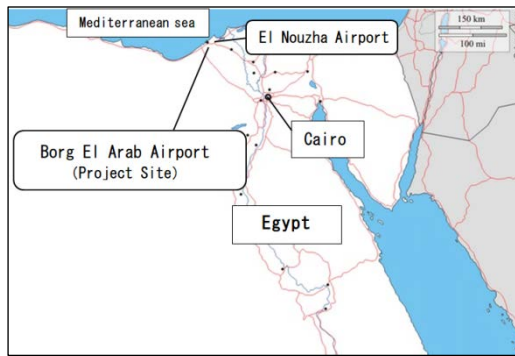 Mediterranean sea
El Nouzha Airport
150 km
100 mi
Borg El Arab Airport
(Project Site)
Cairo
Egypt